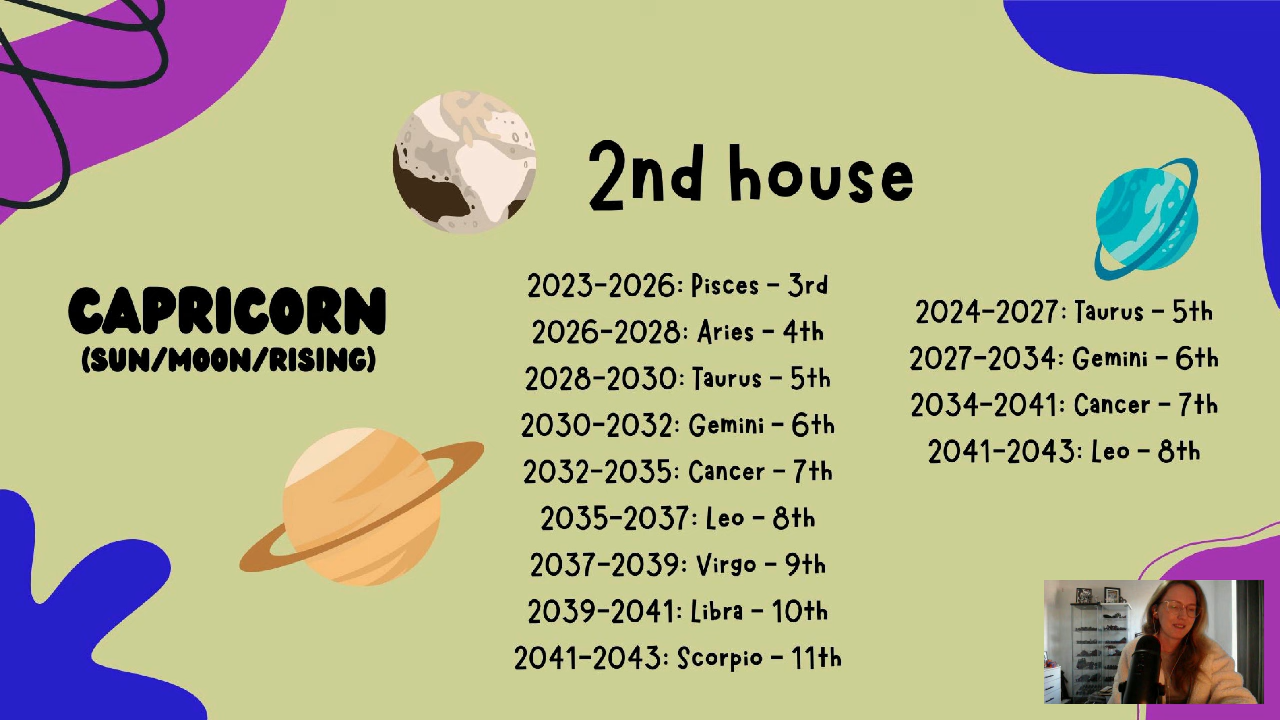 2nd house
CAPRICORN
(SUN/MOON/RISING)
2023-2026: Pisces - 3rd
2026-2028: Aries - 4th
2028-2030: Taurus - 5th
2030-2032: Gemini - 6th
2032-2035: Cancer - 7th
2035-2037: Leo - 8th
2037-2039: Virgo - 9th
2039-2041: Libra - 10th
2041-2043: Scorpio - 11th
2024-2027: Taurus - 5th
2027-2034: Gemini - 6th
2034-2041: Cancer - 7th
2041-2043: Leo - 8th